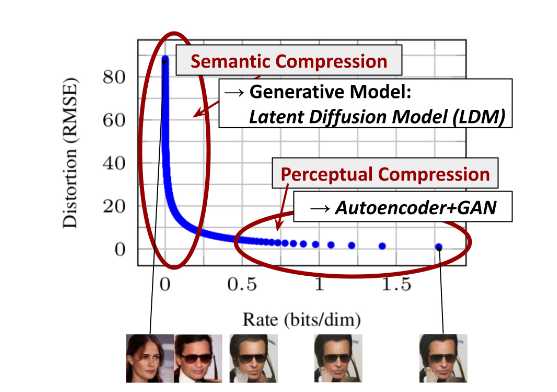 Semantic Compression
→ Generative Model:
Latent Diffusion Model (LDM)
Perceptual Compression
→ Autoencoder+GAN
Distortion (RMSE)
80
60
40
20
0
0
0.5
1
1.5
Rate (bits/dim)